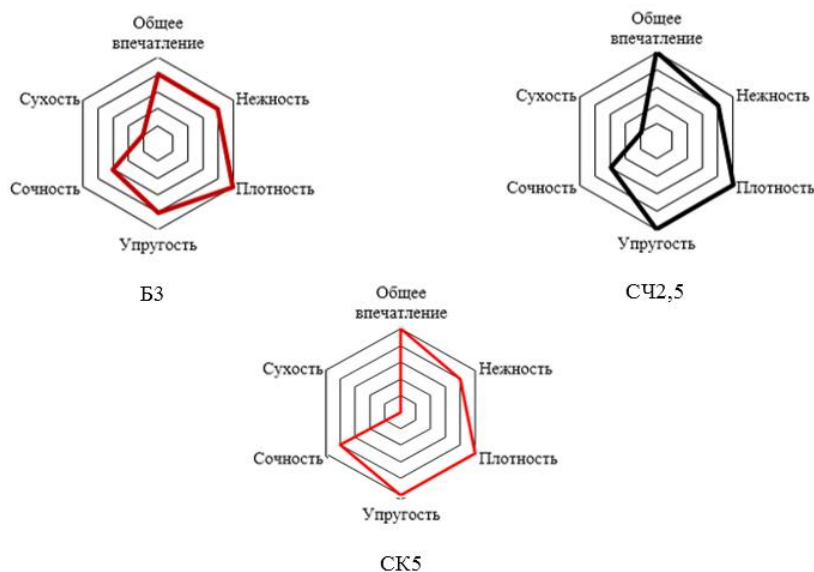 Общее
впечатление
Нежность
Плотность
Упругость
Сочность
Сухость
Б3
Общее
впечатление
Нежность
Плотность
Упругость
Сочность
Сухость
СЧ2,5
Общее
впечатление
Нежность
Плотность
Упругость
Сочность
Сухость
СК5